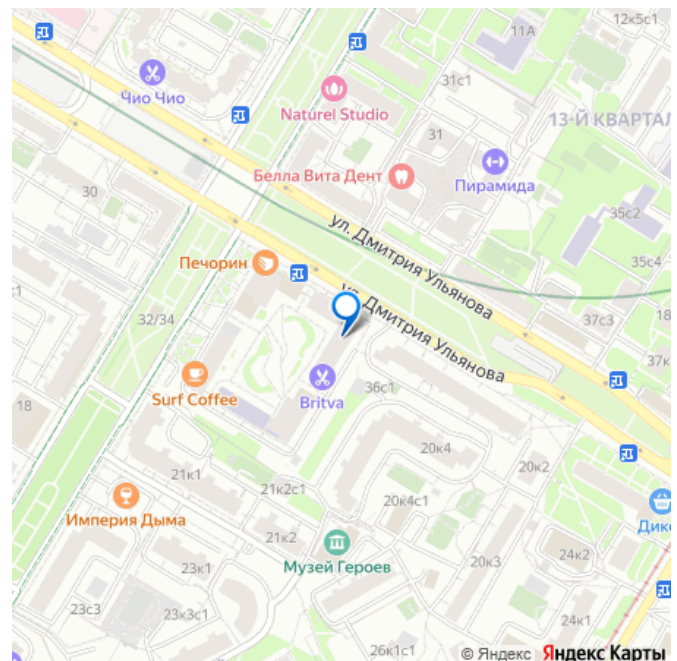 12к5с1
11А
Чио Чио
31с1
Naturel Studio
31
13-Й КВАРТАЛ
Белла Вита Дент
Пирамида
30
35с2
ул. Дмитрия Ульянова
Печорин
35с4
ул. Дмитрия Ульянова
32/34
37с3
18
37к
Surf Coffee
Britva
36с1
18
20к4
20к2
21к1
21к2с1
20к4с1
Империя Дыма
Дикс
21к2
Музей Героев
20к3
24к2
23к1
23с3
23к3с1
24к1
26к1с1
© Яндекс Яндекс Карты